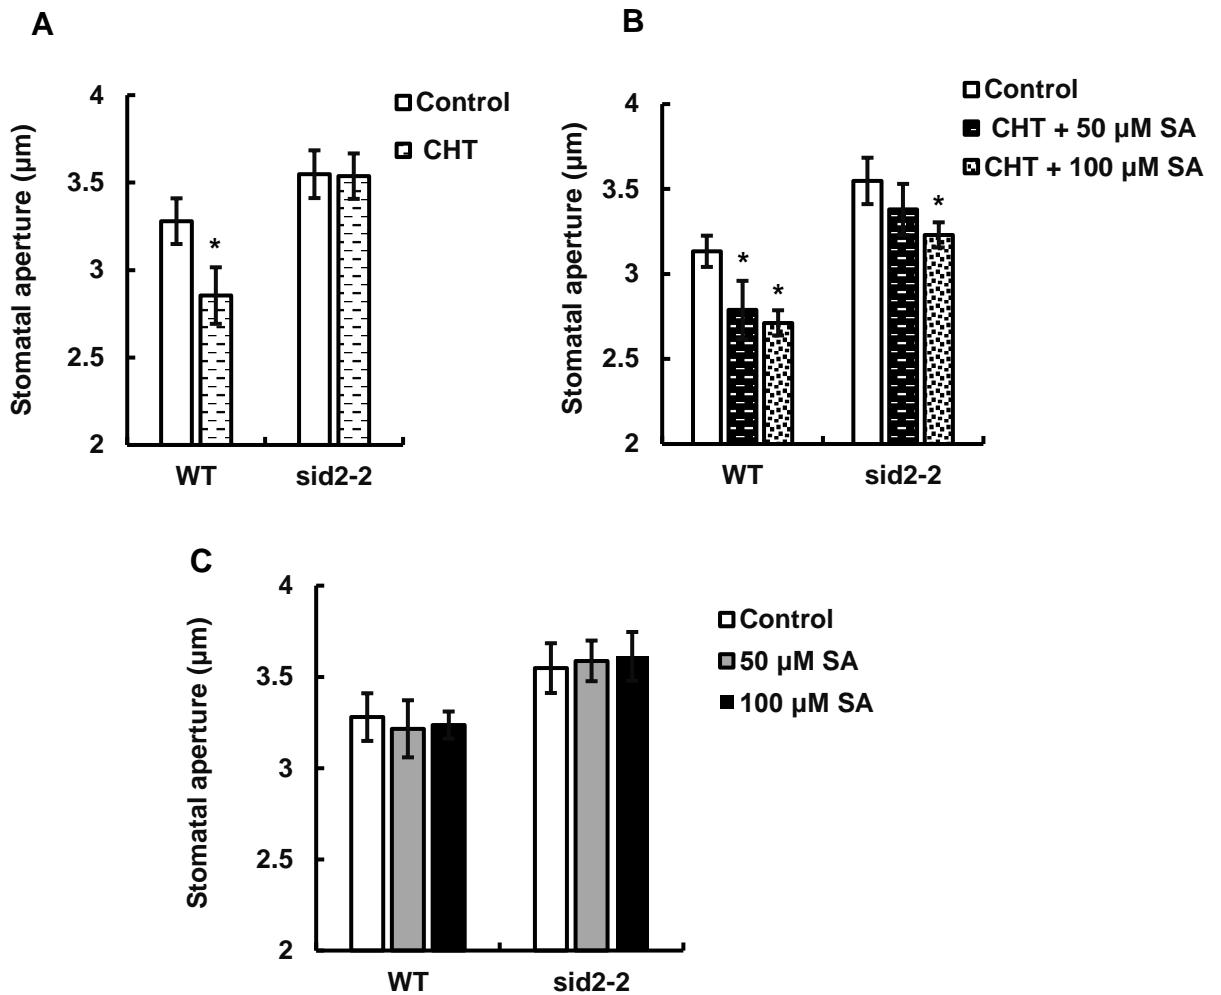 A
Stomatal aperture (μm)
4
3.5
3
2.5
2
*
WT
sid2-2
Control
CHT
B
Stomatal aperture (μm)
4
3.5
3
2.5
2
*
*
*
WT
sid2-2
Control
CHT + 50 μM SA
CHT + 100 μM SA
C
Stomatal aperture (μm)
4
3.5
3
2.5
2
WT
sid2-2
Control
50 μM SA
100 μM SA